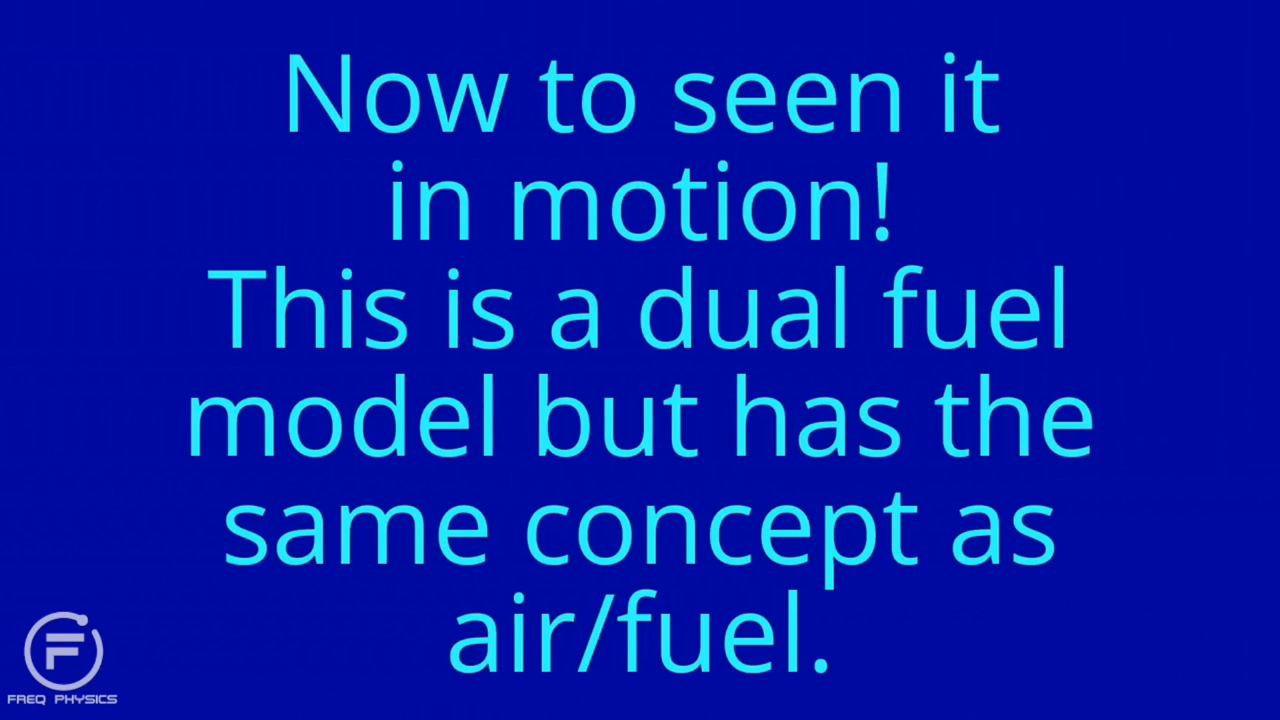 Now to seen it
in motion!
This is a dual fuel
model but has the
same concept as
air/fuel.
F
FREQ PHYSICS